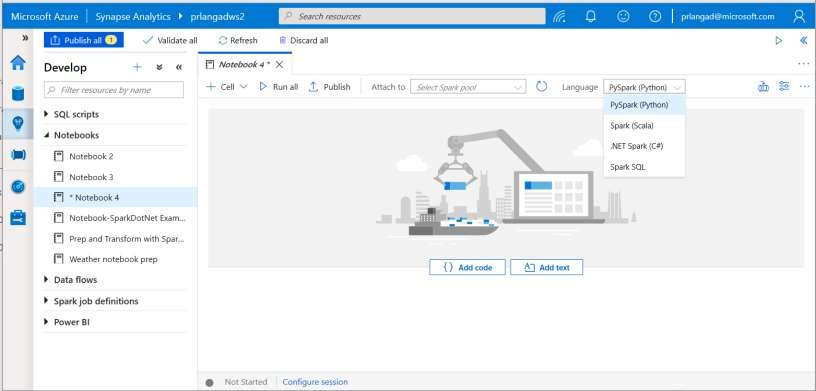 Microsoft Azure | Synapse Analytics ▸ prlangadws2
Search resources
prlangad@microsoft.com
Publish all 1
Validate all
Refresh
Discard all
Develop
Filter resources by name
SQL scripts
Notebooks
Notebook 2
Notebook 3
* Notebook 4
Notebook-SparkDotNet Exam...
Prep and Transform with Spar...
Weather notebook prep
Data flows
Spark job definitions
Power BI
Notebook 4 *
Cell
Run all
Publish
Attach to
Select Spark pool
Language
PySpark (Python)
PySpark (Python)
Spark (Scala)
.NET Spark (C#)
Spark SQL
{} Add code
Add text
Not Started
Configure session